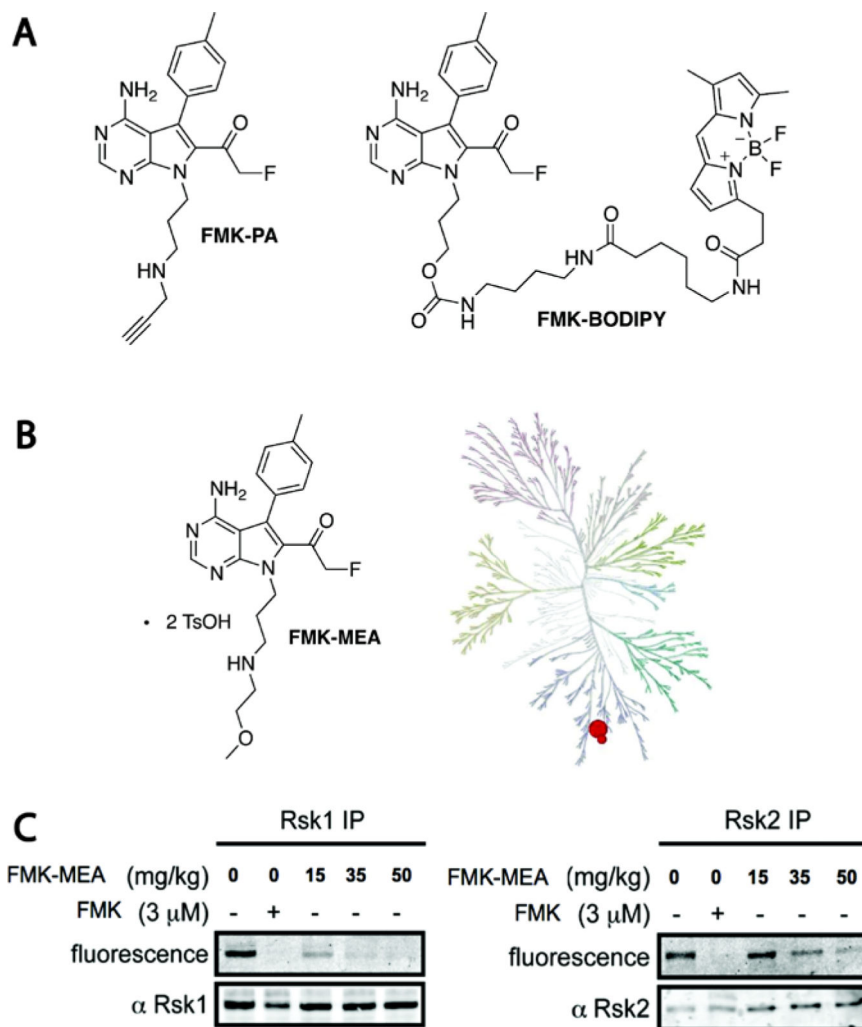 A
NH2
N
N
N
O
F
HN
FMK-PA
NH2
N
N
N
O
F
O
O
N
H
H
N
O
O
NH
N
N
B
F
F
−
+
FMK-BODIPY
B
NH2
N
N
N
O
F
• 2 TsOH
FMK-MEA
HN
O
C
Rsk1 IP
FMK-MEA (mg/kg) 0 0 15 35 50
FMK (3 µM) - + - - -
fluorescence
α Rsk1
Rsk2 IP
FMK-MEA (mg/kg) 0 0 15 35 50
FMK (3 µM) - + - - -
fluorescence
α Rsk2